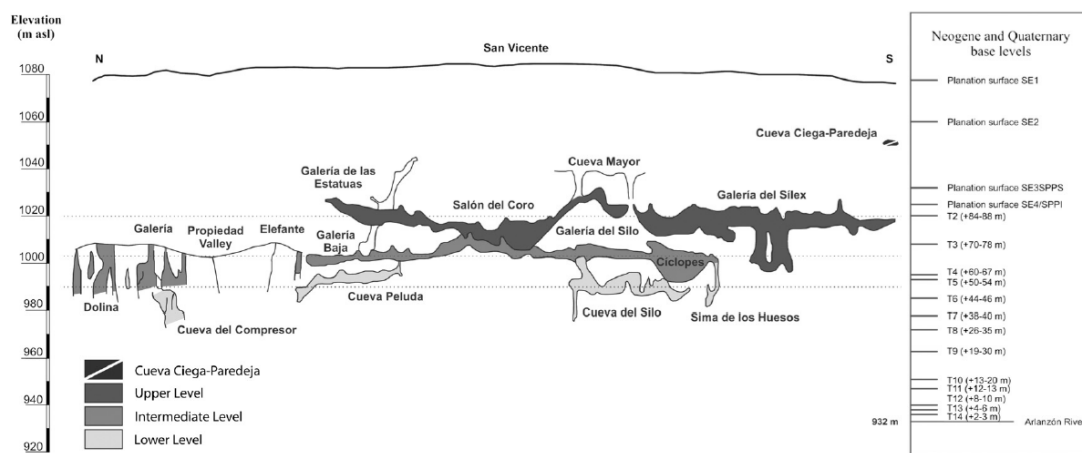 Elevation
(m asl)
N
San Vicente
S
1080
1060
1040
1020
1000
980
960
940
920
Cueva Ciega-Paredeja
Galería de las
Estatuas
Cueva Mayor
Salón del Coro
Galería del Sílex
Galería
Propiedad
Valley
Elefante
Galería
Baja
Galería del Silo
Cíclopes
Dolina
Cueva del Compresor
Cueva Peluda
Cueva del Silo
Sima de los Huesos
Cueva Ciega-Paredeja
Upper Level
Intermediate Level
Lower Level
932 m
Neogene and Quaternary
base levels
Planation surface SE1
Planation surface SE2
Planation surface SE3SPPS
Planation surface SE4/SPPI
T2 (+84-88 m)
T3 (+70-78 m)
T4 (+60-67 m)
T5 (+50-54 m)
T6 (+44-46 m)
T7 (+38-40 m)
T8 (+26-35 m)
T9 (+19-30 m)
T10 (+13-20 m)
T11 (+12-13 m)
T12 (+8-10 m)
T13 (+4-6 m)
T14 (+2-3 m)
Arlanzón Rive